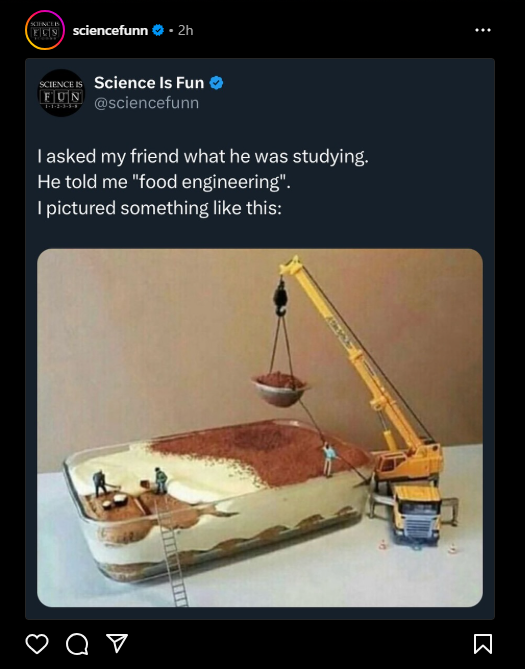 sciencefunn • 2h
SCIENCE IS
FUN
Science Is Fun
@sciencefunn
I asked my friend what he was studying.
He told me "food engineering".
I pictured something like this: